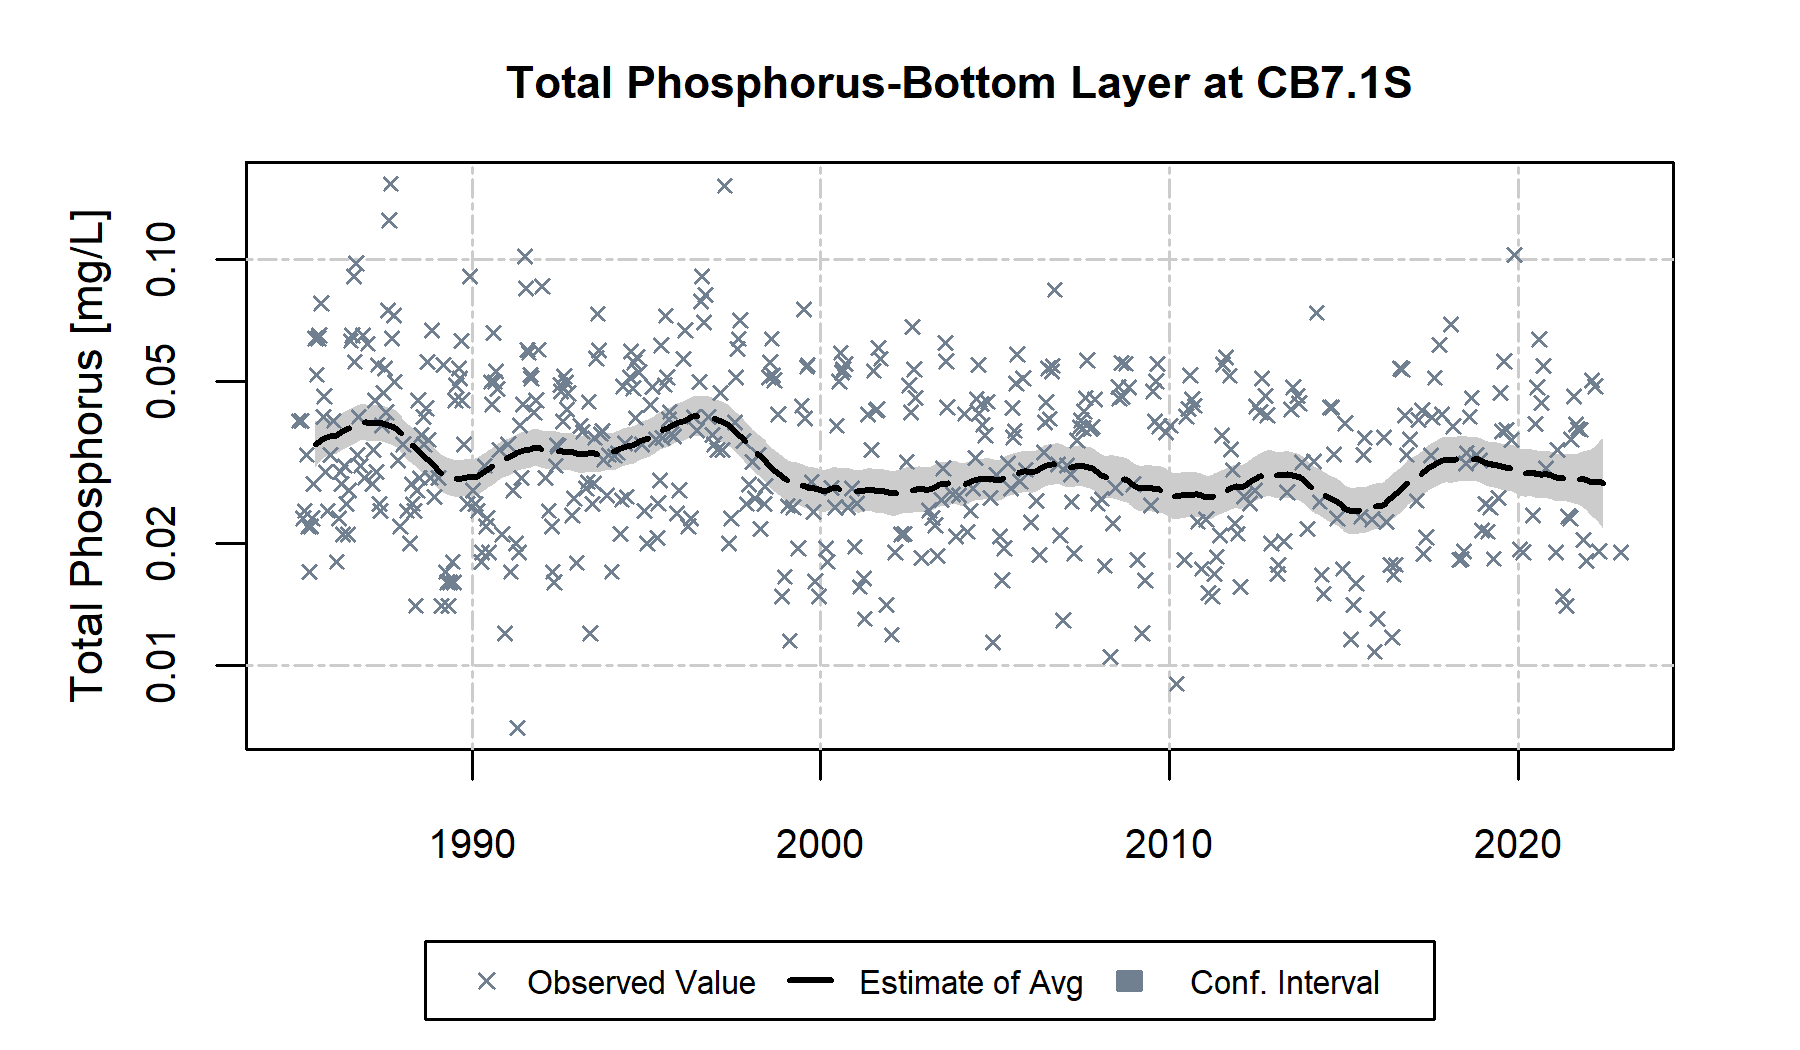 Total Phosphorus-Bottom Layer at CB7.1S
Total Phosphorus [mg/L]
0.10
0.05
0.02
0.01
1990 2000 2010 2020
Observed Value Estimate of Avg Conf. Interval